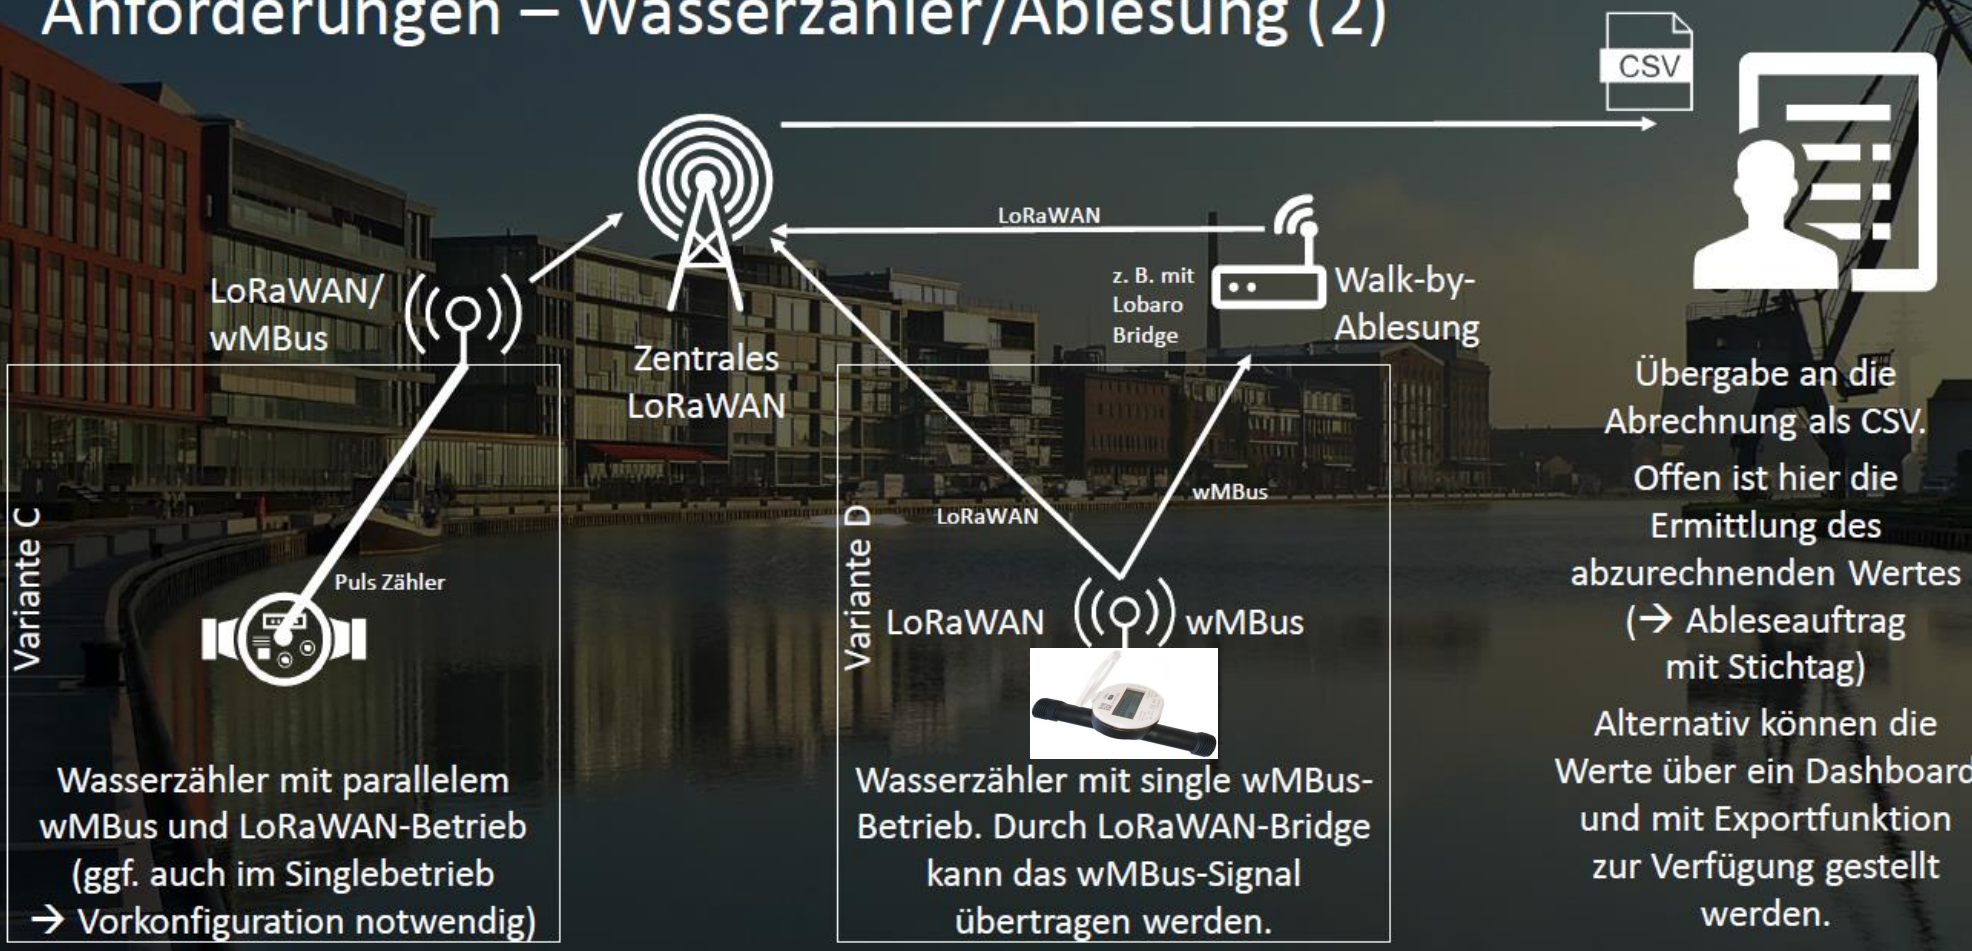 Anforderungen – Wasserzähler/Ablesung (2)
CSV
LoRaWAN
LoRaWAN/
wMBus
z. B. mit
Lobaro
Bridge
Walk-by-
Ablesung
Zentrales
LoRaWAN
Übergabe an die
Abrechnung als CSV.
Offen ist hier die
Ermittlung des
abzurechnenden Wertes
(→ Ableseauftrag
mit Stichtag)
Alternativ können die
Werte über ein Dashboard
und mit Exportfunktion
zur Verfügung gestellt
werden.
Variante C
Puls Zähler
Wasserzähler mit parallelem
wMBus und LoRaWAN-Betrieb
(ggf. auch im Singlebetrieb
→ Vorkonfiguration notwendig)
Variante D
LoRaWAN
wMBus
LoRaWAN
wMBus
Wasserzähler mit single wMBus-
Betrieb. Durch LoRaWAN-Bridge
kann das wMBus-Signal
übertragen werden.